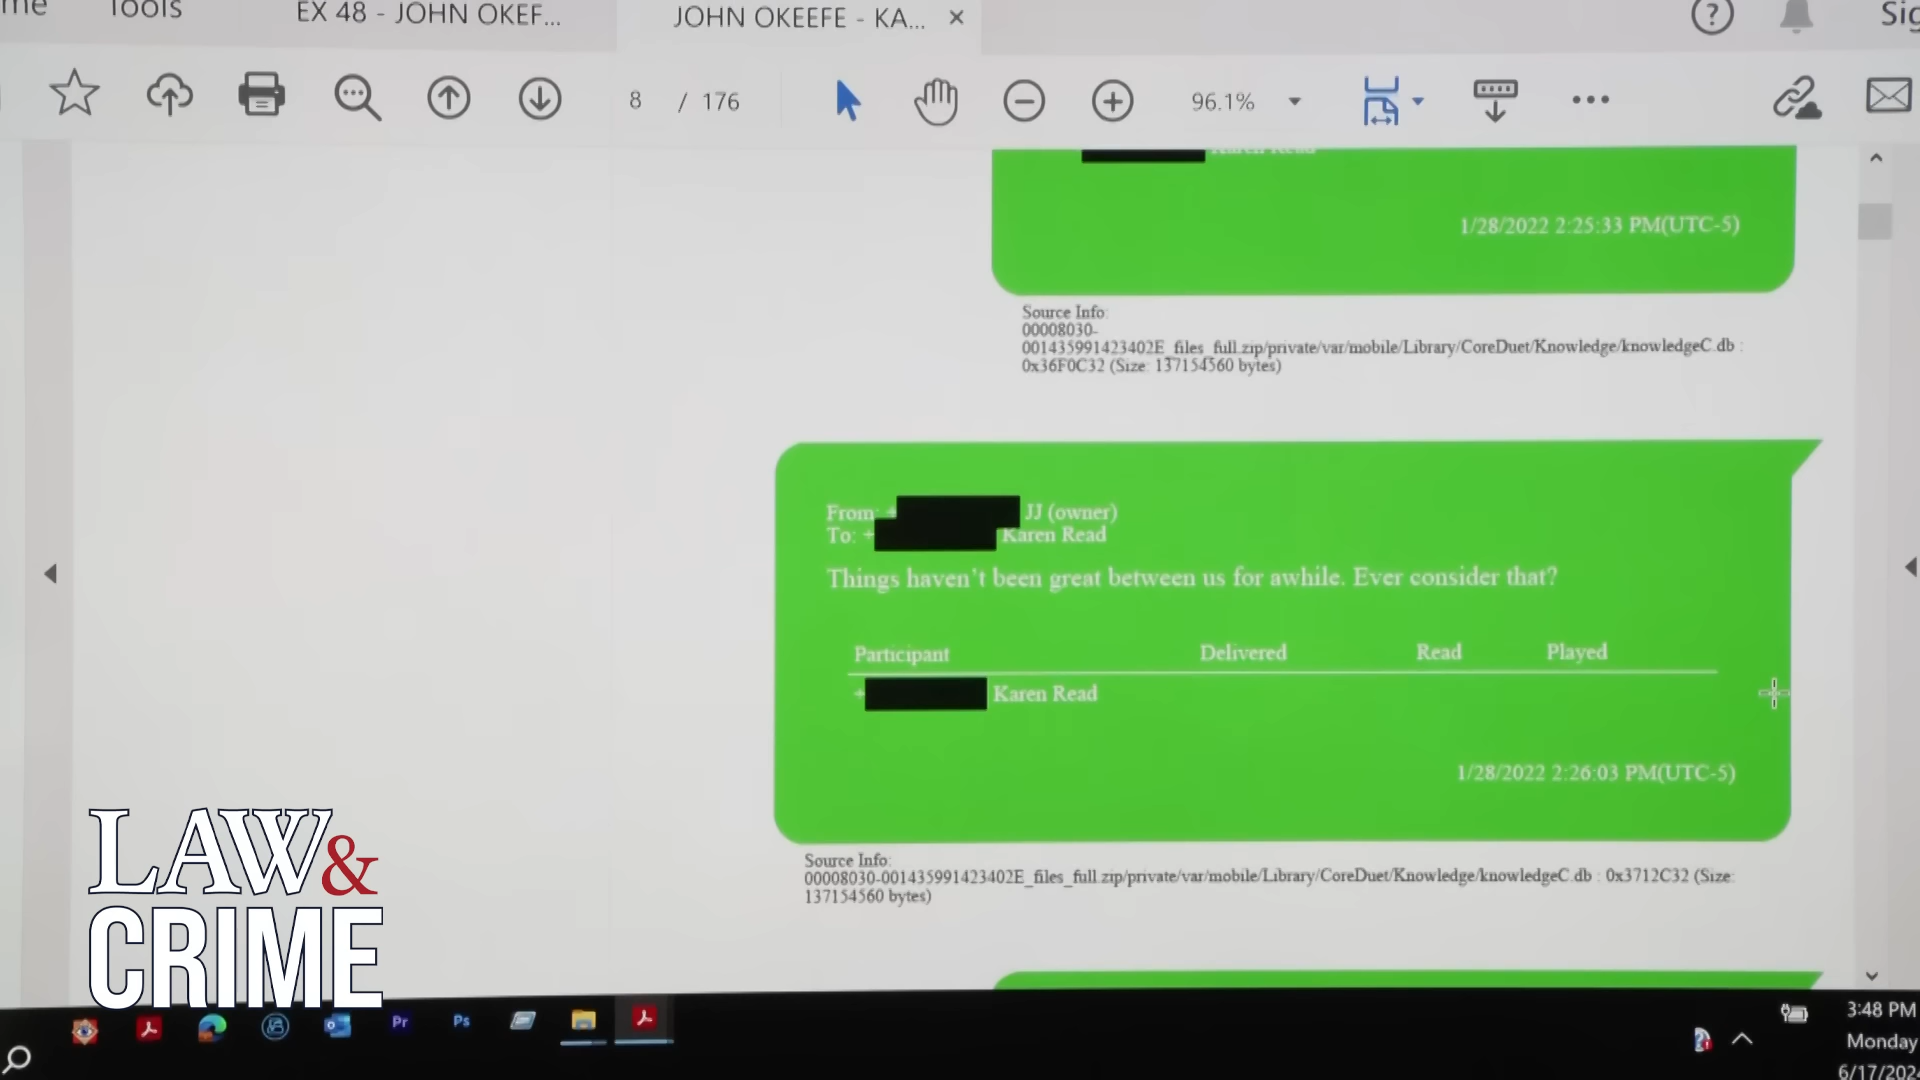 Tools
EX 48 - JOHN OKEF...
JOHN OKEEFE - KA...
8 / 176
96.1%
Karen Read
1/28/2022 2:25:33 PM(UTC-5)
Source Info:
00008030-
001435991423402E_files_full.zip/private/var/mobile/Library/CoreDuet/Knowledge/knowledgeC.db :
0x36F0C32 (Size: 137154560 bytes)
From: + JJ (owner)
To: + Karen Read
Things haven't been great between us for awhile. Ever consider that?
Participant Delivered Read Played
+ Karen Read
1/28/2022 2:26:03 PM(UTC-5)
Source Info:
00008030-001435991423402E_files_full.zip/private/var/mobile/Library/CoreDuet/Knowledge/knowledgeC.db : 0x3712C32 (Size:
137154560 bytes)
LAW&
CRIME
Pr
Ps
3:48 PM
Monday